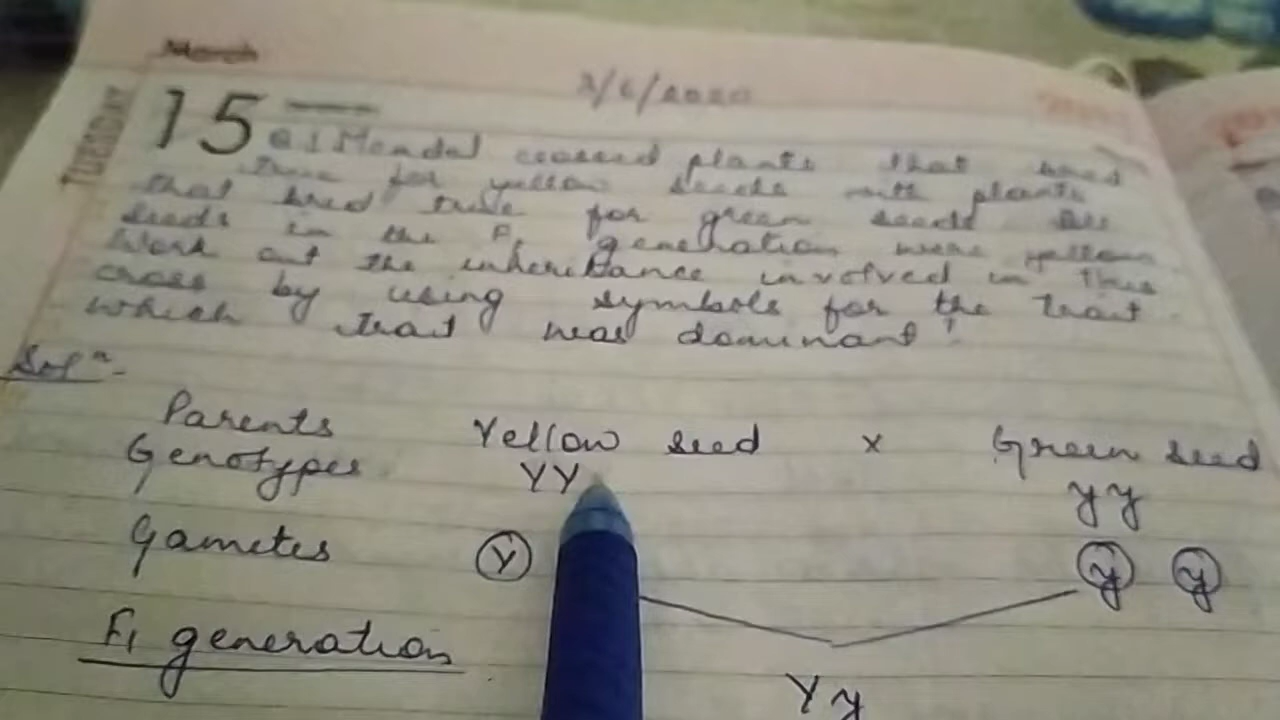 March
3/6/2020
TUESDAY
15
Q.1 Mendal crossed plants that bred
true for yellow seeds with plants
that bred true for green seeds. All
seeds in the F1 generation were yellow
Work out the inheritance involved in this
cross by using symbols for the trait.
which trait was dominant?
Solⁿ-
Parents Yellow seed x Green seed
Genotypes YY yy
Gametes Y y y
F1 generation
Yy